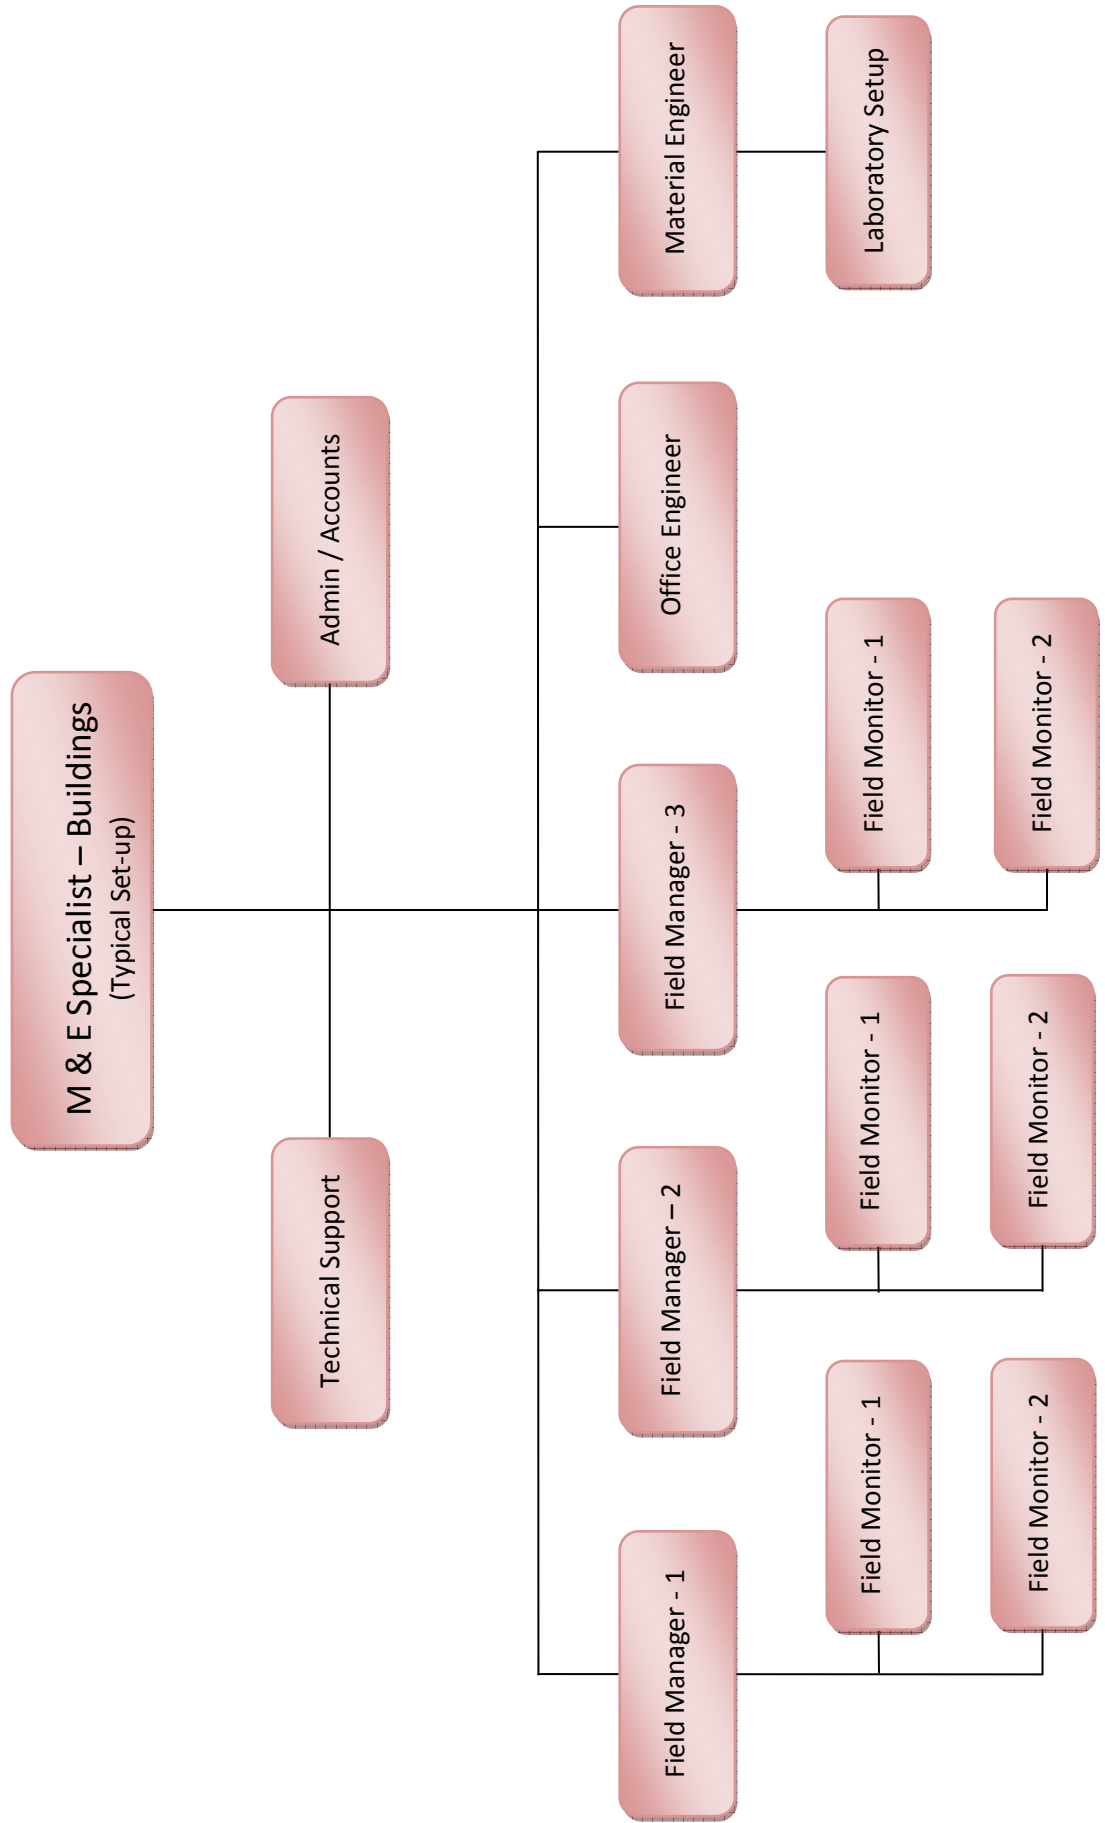 M & E Specialist – Buildings
(Typical Set-up)
Technical Support
Admin / Accounts
Field Manager - 1
Field Manager – 2
Field Manager - 3
Office Engineer
Material Engineer
Field Monitor - 1
Field Monitor - 1
Field Monitor - 1
Laboratory Setup
Field Monitor - 2
Field Monitor - 2
Field Monitor - 2